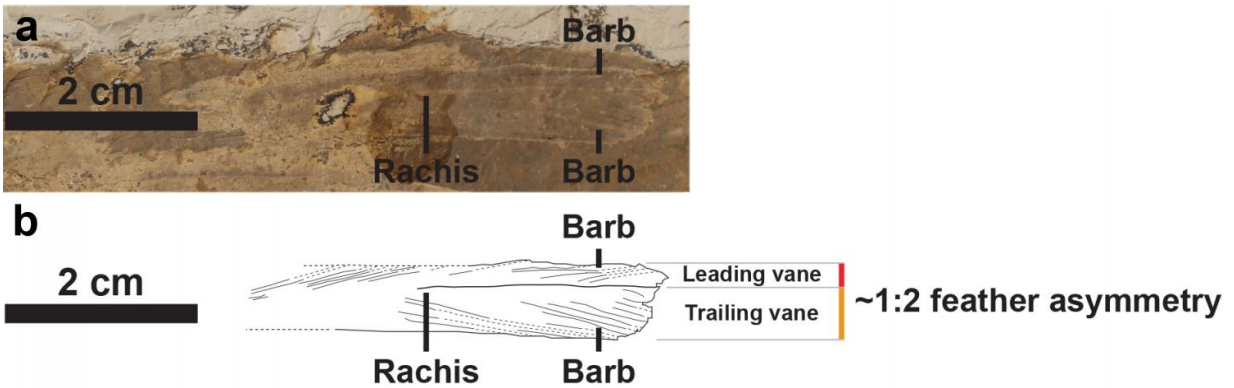 a
Barb
2 cm
Rachis
Barb
b
Barb
2 cm
Leading vane
Trailing vane
~1:2 feather asymmetry
Rachis
Barb